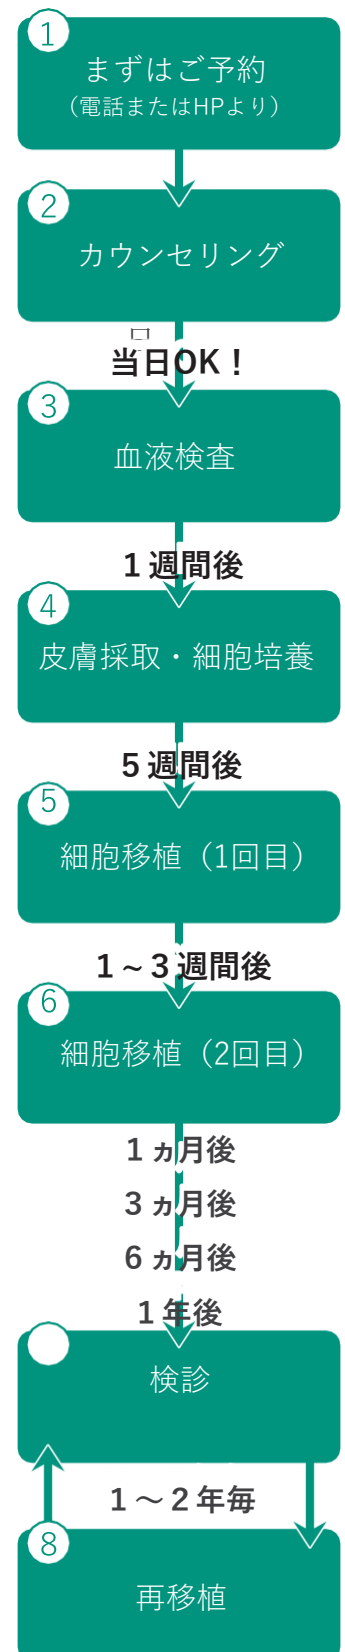 1
まずはご予約
(電話またはHPより)
2
カウンセリング
当日OK！
3
血液検査
1週間後
4
皮膚採取・細胞培養
5週間後
5
細胞移植（1回目）
1~3週間後
6
細胞移植（2回目）
1ヵ月後
3ヵ月後
6ヵ月後
1年後
検診
1～2年毎
8
再移植